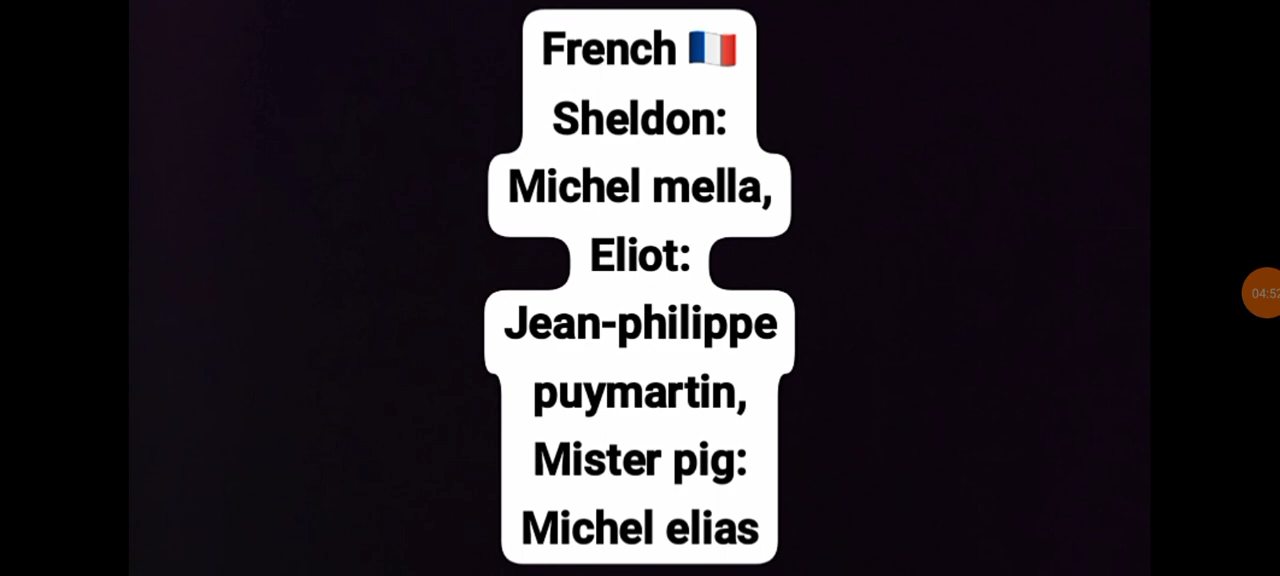 French 🇫🇷
Sheldon:
Michel mella,
Eliot:
Jean-philippe
puymartin,
Mister pig:
Michel elias